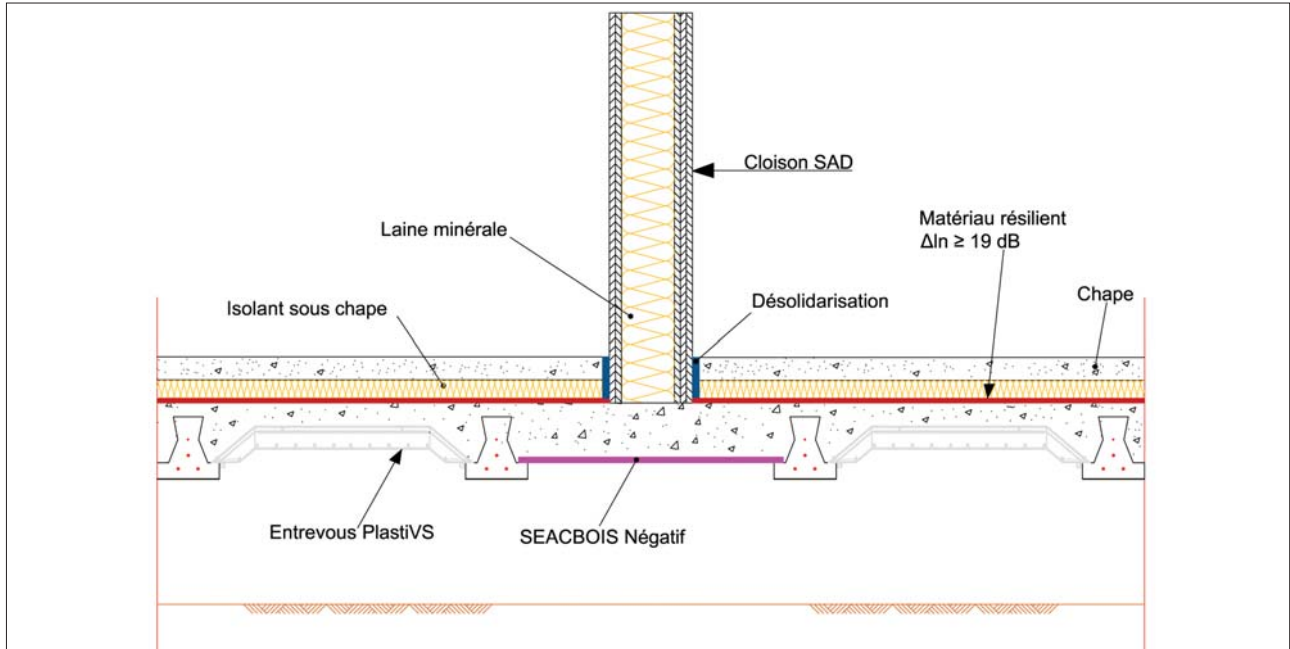 Cloison SAD
Laine minérale
Matériau résilient
Δln ≥ 19 dB
Isolant sous chape
Désolidarisation
Chape
Entrevous PlastiVS
SEACBOIS Négatif